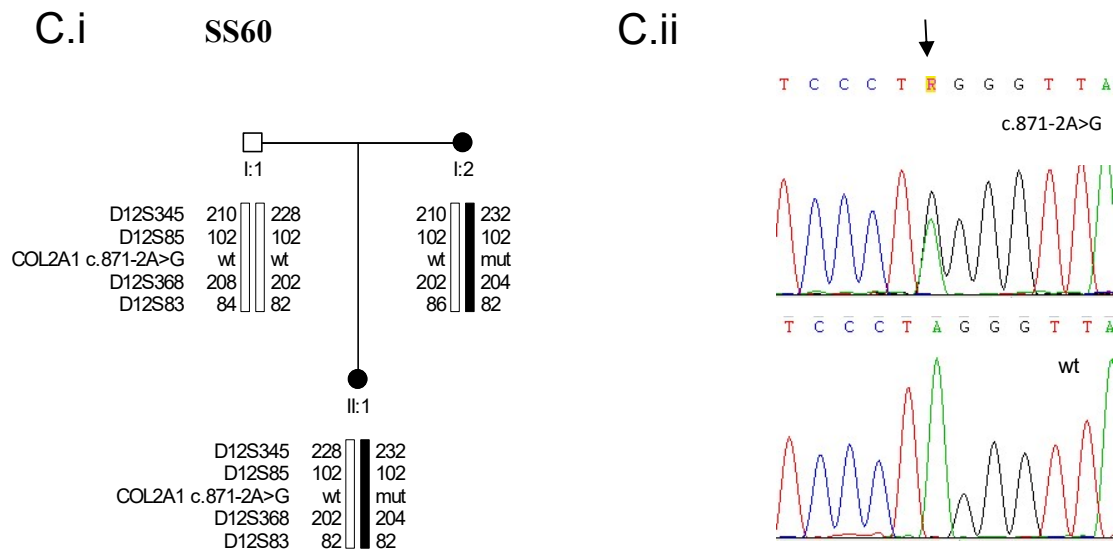 C.i SS60
I:1 I:2
D12S345 210 228 210 232
D12S85 102 102 102 102
COL2A1 c.871-2A>G wt wt wt mut
D12S368 208 202 202 204
D12S83 84 82 86 82
II:1
D12S345 228 232
D12S85 102 102
COL2A1 c.871-2A>G wt mut
D12S368 202 204
D12S83 82 82
C.ii
T C C C T R G G G T T A
c.871-2A>G
T C C C T A G G G T T A
wt